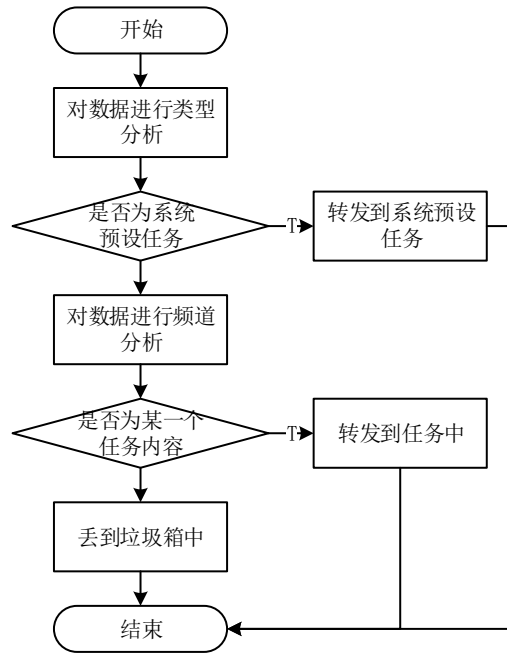 开始
对数据进行类型
分析
是否为系统
预设任务
T
转发到系统预设
任务
对数据进行频道
分析
是否为某一个
任务内容
T
转发到任务中
丢到垃圾箱中
结束